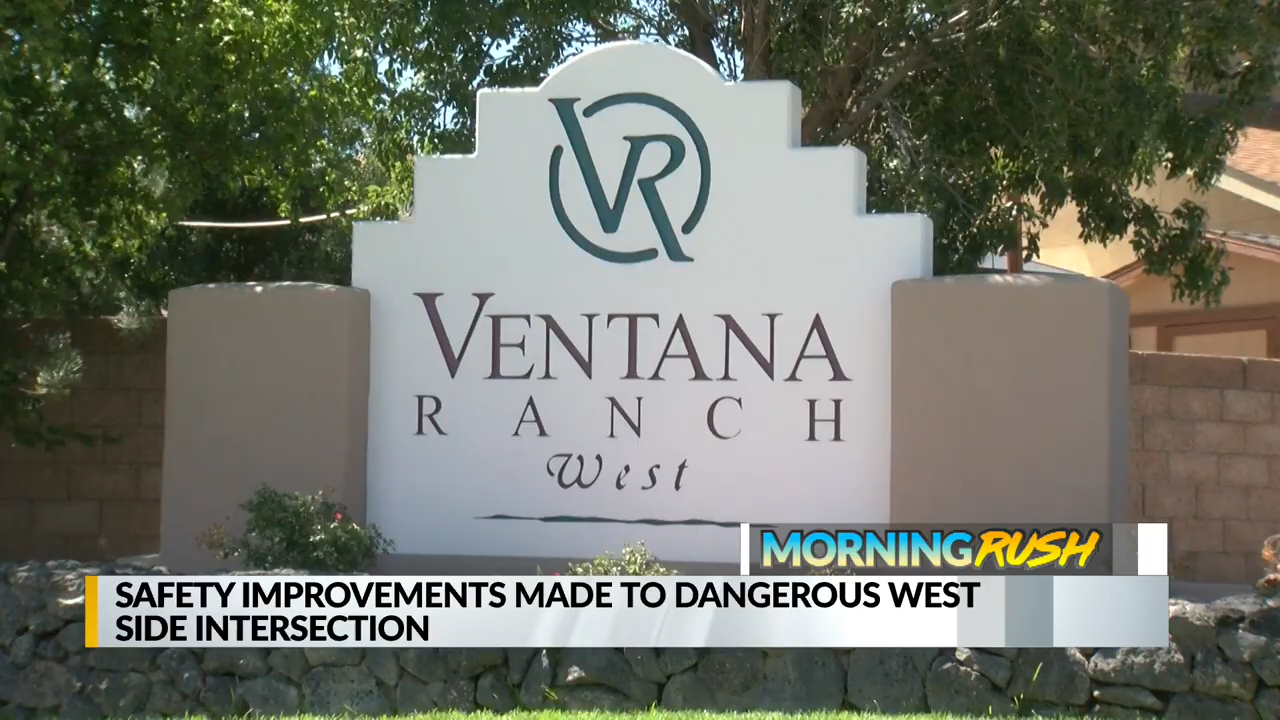 VR
VENTANA
RANCH
West
MORNING RUSH
SAFETY IMPROVEMENTS MADE TO DANGEROUS WEST
SIDE INTERSECTION